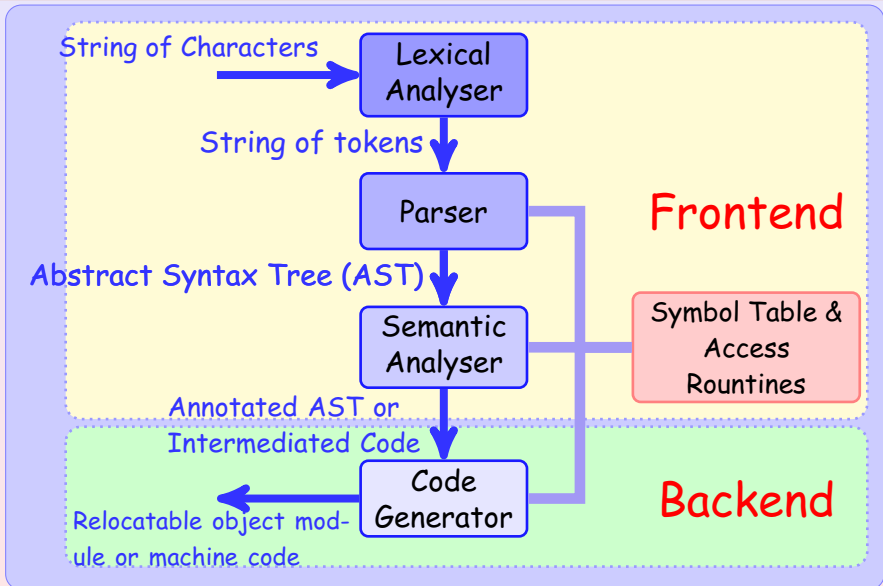 String of Characters
Lexical
Analyser
String of tokens
Parser
Frontend
Abstract Syntax Tree (AST)
Semantic
Analyser
Symbol Table &
Access
Rountines
Annotated AST or
Intermediated Code
Code
Generator
Backend
Relocatable object mod-
ule or machine code